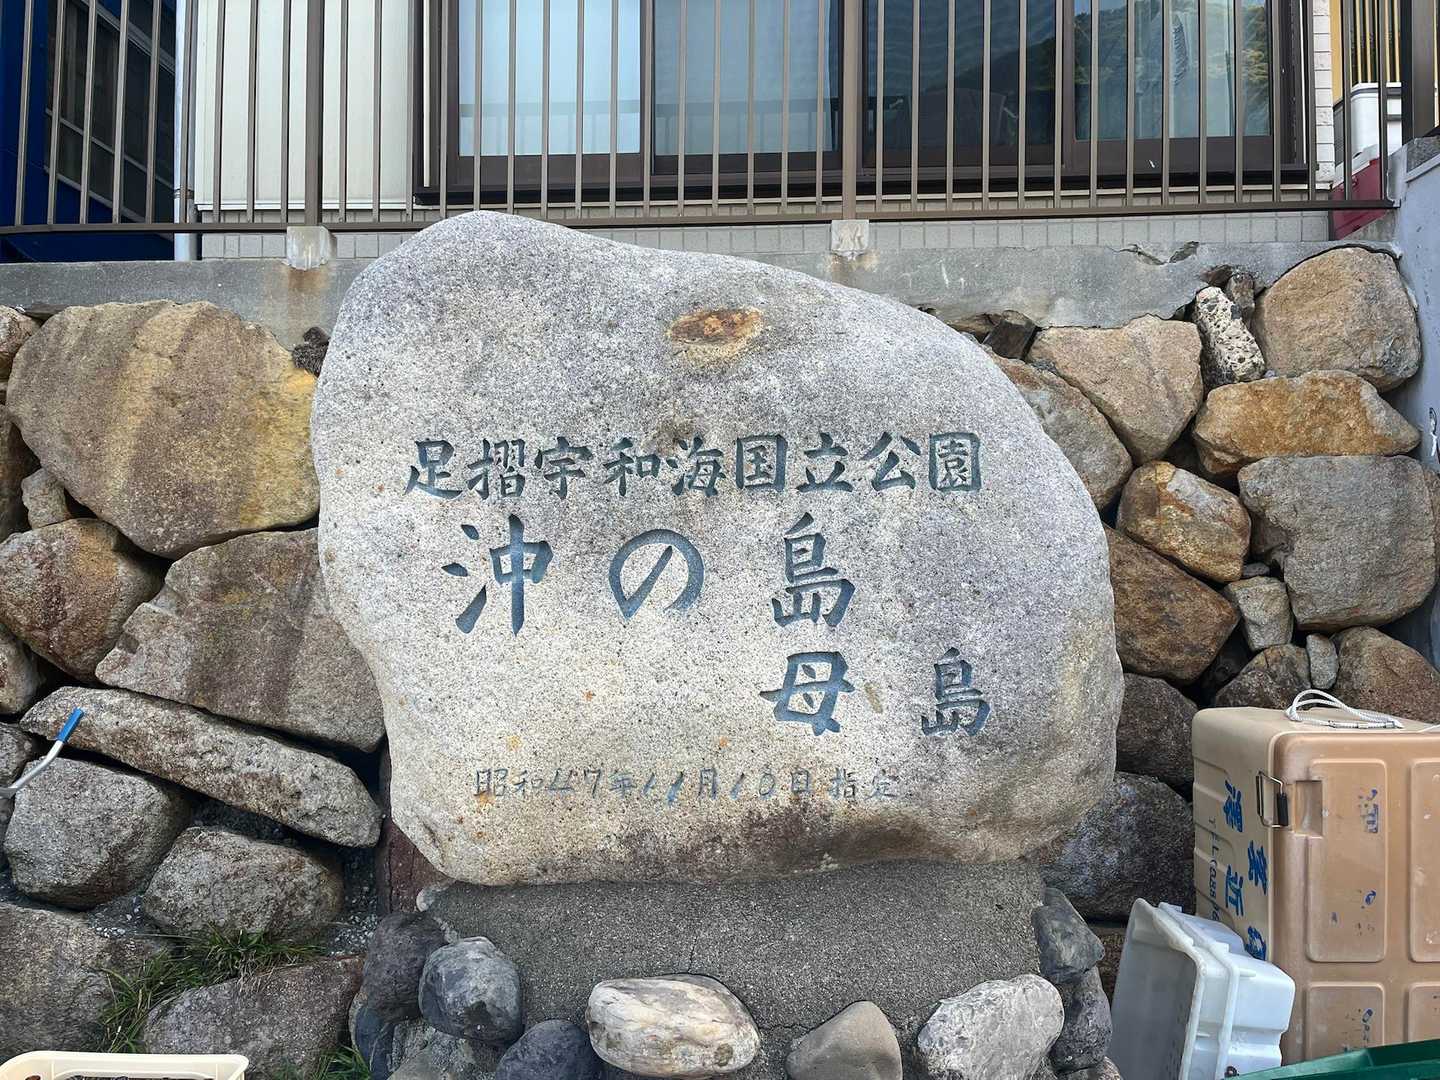 足摺宇和海国立公園
沖の島
母島
昭和47年11月10日指定